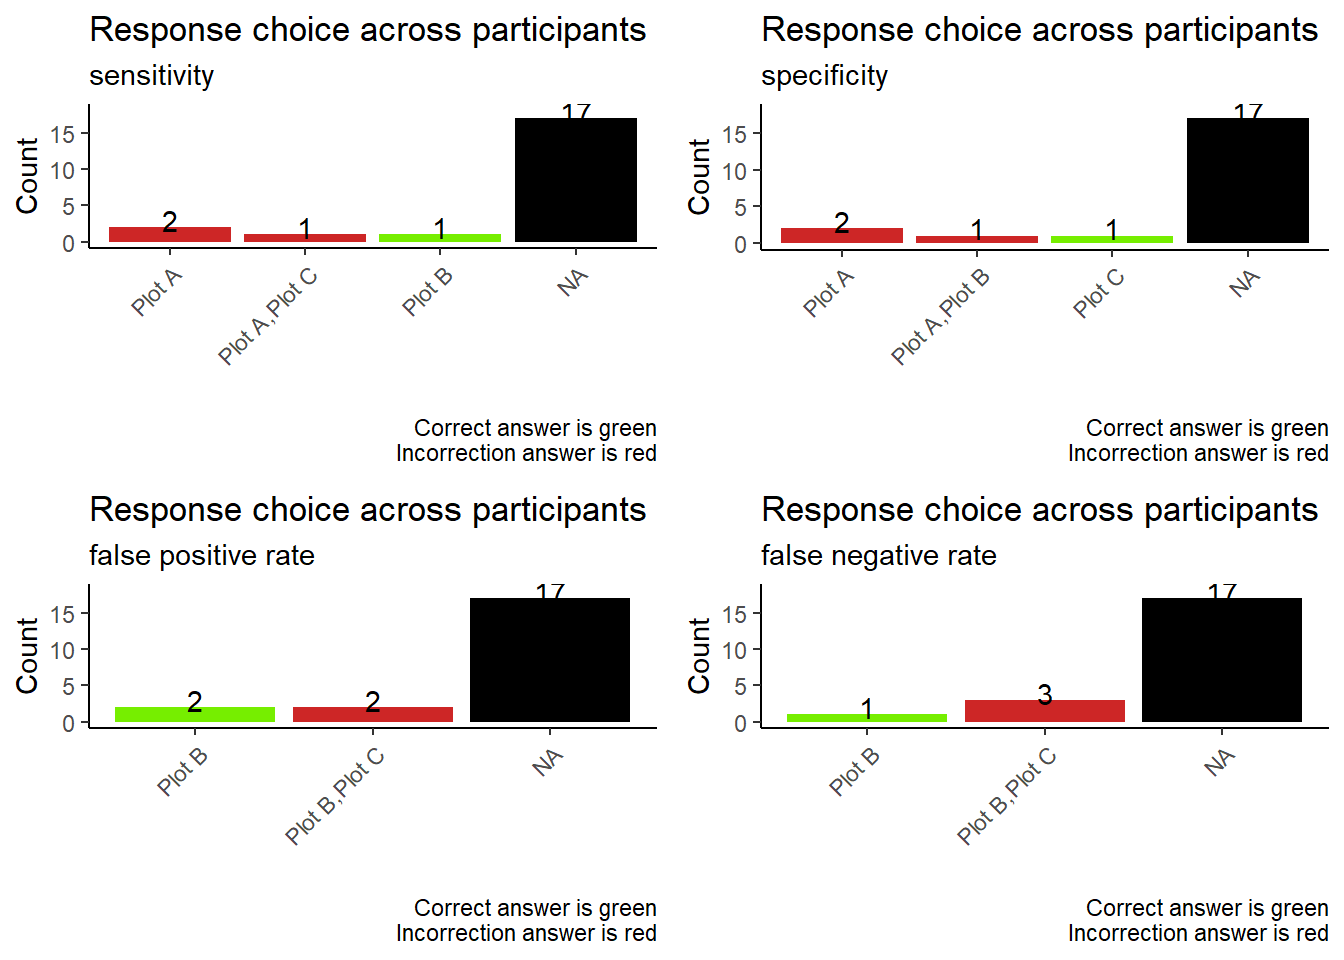 Response choice across participants
sensitivity
Count
15
10
5
0
2
1
1
17
Plot A
Plot A,Plot C
Plot B
NA
Correct answer is green
Incorrection answer is red
Response choice across participants
specificity
Count
15
10
5
0
2
1
1
17
Plot A
Plot A,Plot B
Plot C
NA
Correct answer is green
Incorrection answer is red
Response choice across participants
false positive rate
Count
15
10
5
0
2
2
17
Plot B
Plot B,Plot C
NA
Correct answer is green
Incorrection answer is red
Response choice across participants
false negative rate
Count
15
10
5
0
1
3
17
Plot B
Plot B,Plot C
NA
Correct answer is green
Incorrection answer is red